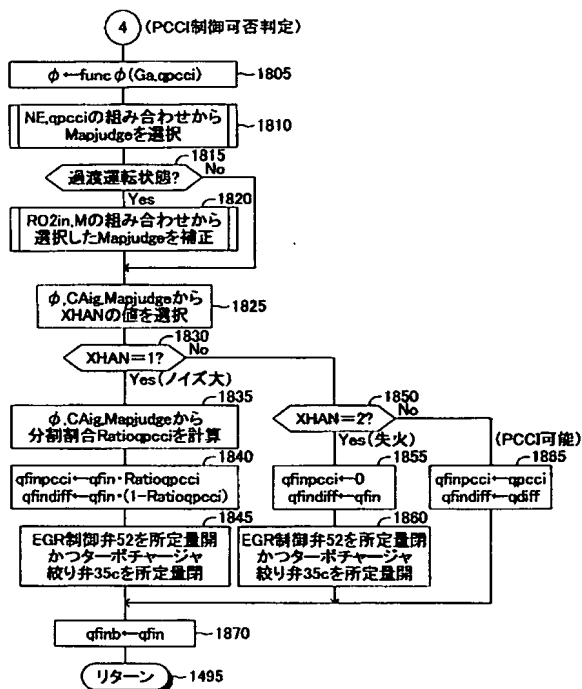 4
(PCCI制御可否判定)
φ←funcφ(Ga,qpcci)
1805
NE,qpcciの組み合わせから
Mapjudgeを選択
1810
1815
過渡運転状態?
No
Yes
1820
RO2in,Mの組み合わせから
選択したMapjudgeを補正
φ,CAig,Mapjudgeから
XHANの値を選択
1825
1830
XHAN=1?
No
Yes(ノイズ大)
1835
φ,CAig,Mapjudgeから
分割割合Ratioqpcciを計算
1840
qfinpcci←qfin・Ratioqpcci
qfindiff←qfin・(1-Ratioqpcci)
1845
EGR制御弁52を所定量開
かつターボチャージャ
絞り弁35cを所定量閉
1850
XHAN=2?
No
Yes(失火)
1855
qfinpcci←0
qfindiff←qfin
1860
EGR制御弁52を所定量閉
かつターボチャージャ
絞り弁35cを所定量開
(PCCI可能)
1865
qfinpcci←qpcci
qfindiff←qdiff
qfinb←qfin
1870
リターン
1495